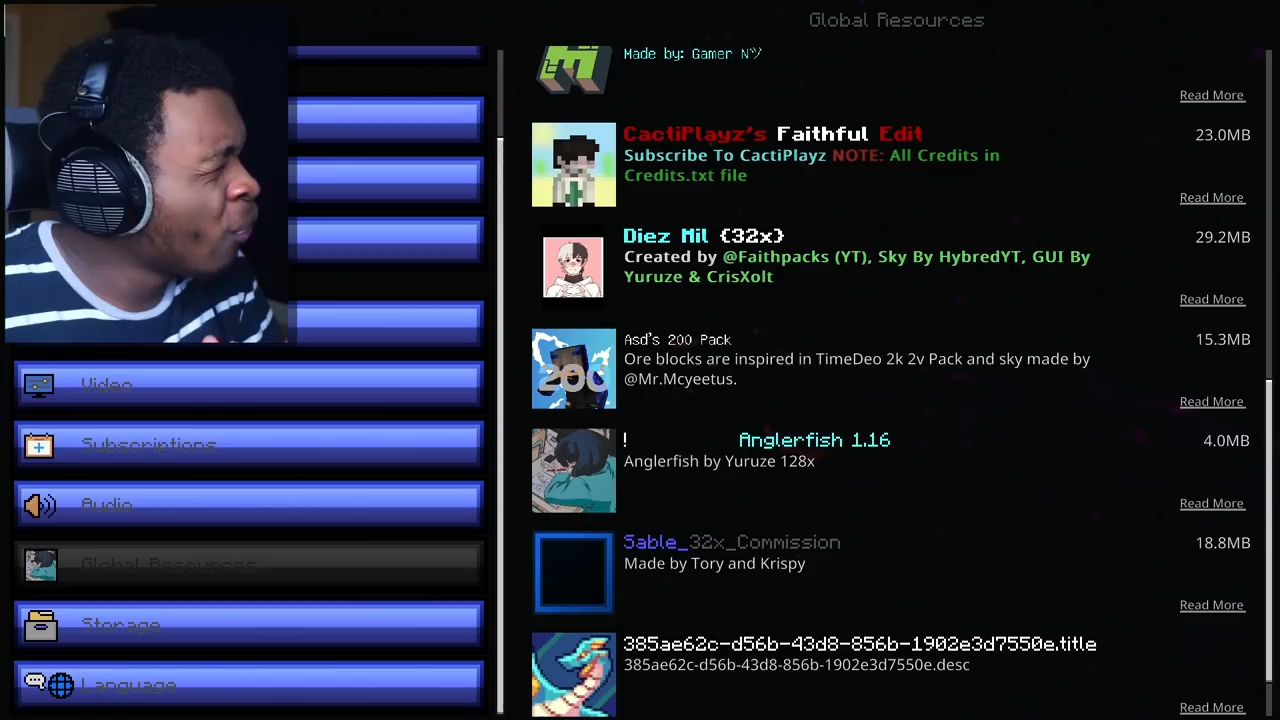 Global Resources
Made by: Gamer Nツ
Read More
CactiPlayz's Faithful Edit
23.0MB
Subscribe To CactiPlayz NOTE: All Credits in
Credits.txt file
Read More
Diez Mil {32x}
29.2MB
Created by @Faithpacks (YT), Sky By HybredYT, GUI By
Yuruze & CrisXolt
Read More
Asd's 200 Pack
15.3MB
Ore blocks are inspired in TimeDeo 2k 2v Pack and sky made by
@Mr.Mcyeetus.
200
Read More
! Anglerfish 1.16
4.0MB
Anglerfish by Yuruze 128x
Read More
Sable_32x_Commission
18.8MB
Made by Tory and Krispy
Read More
385ae62c-d56b-43d8-856b-1902e3d7550e.title
385ae62c-d56b-43d8-856b-1902e3d7550e.desc
Read More
Video
Subscriptions
Audio
Global Resources
Storage
Language